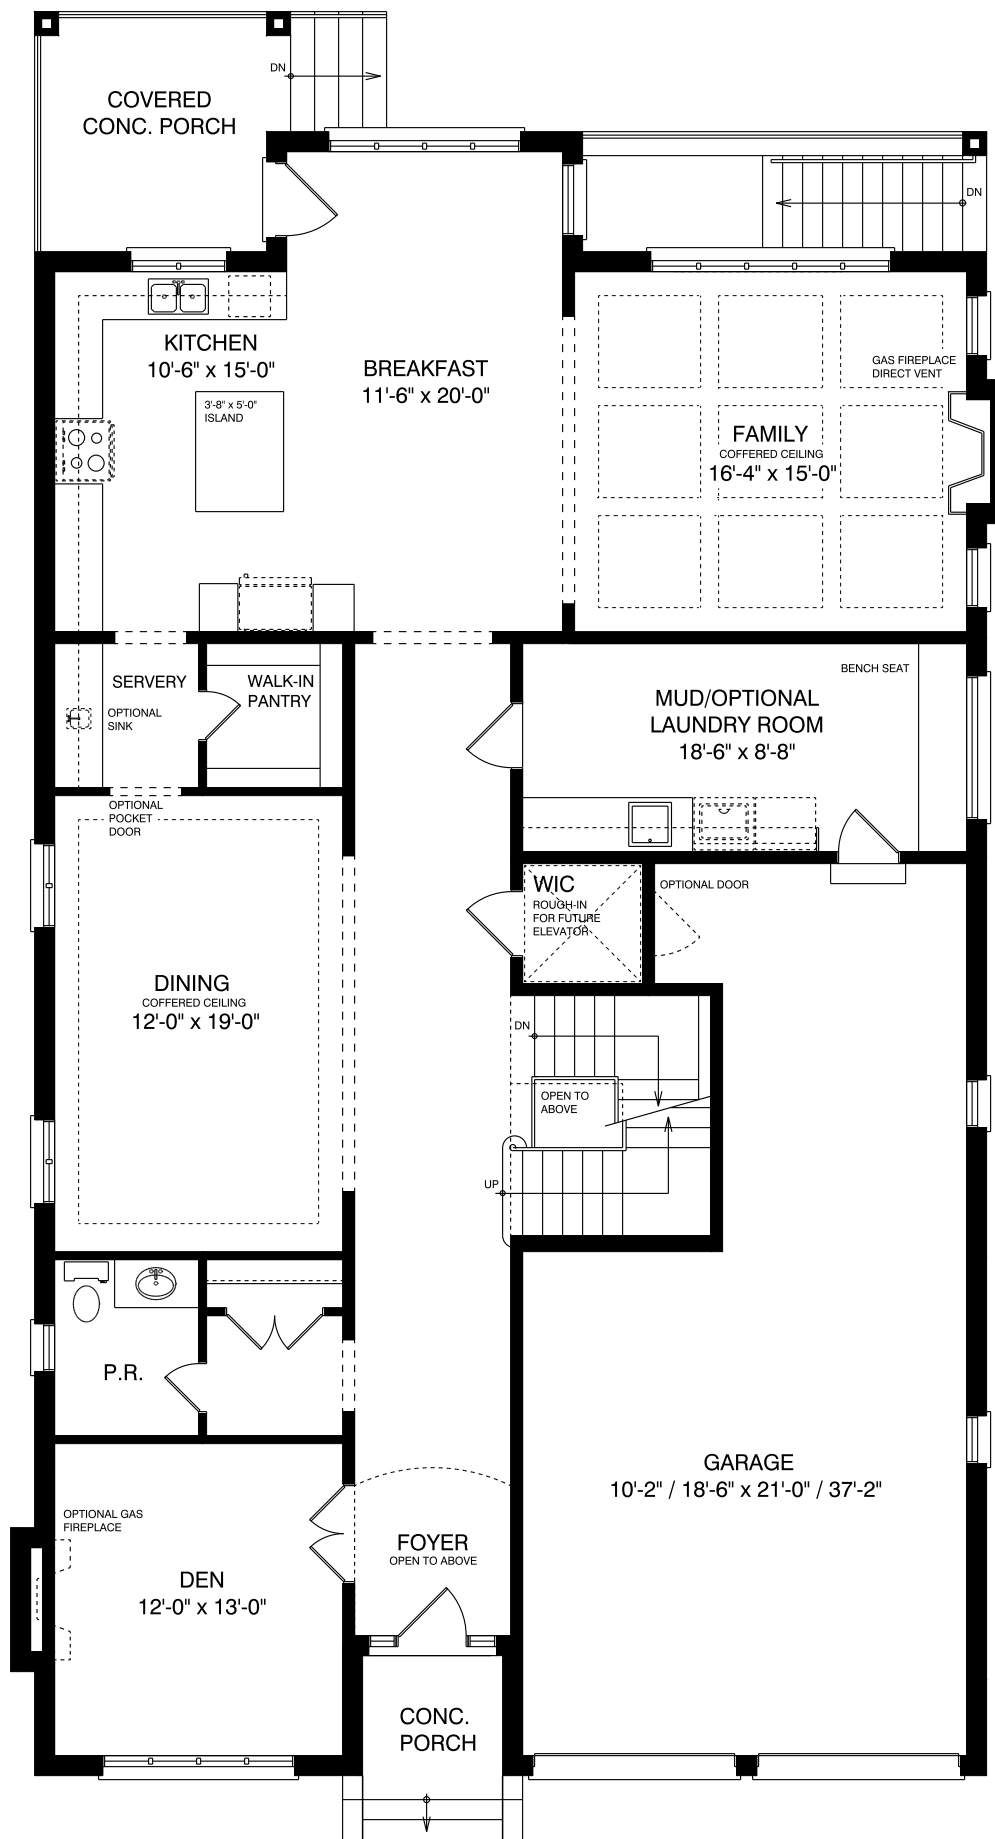 DN
COVERED
CONC. PORCH
DN
KITCHEN
10'-6" x 15'-0"
BREAKFAST
11'-6" x 20'-0"
GAS FIREPLACE
DIRECT VENT
3'-8" x 5'-0"
ISLAND
FAMILY
COFFERED CEILING
16'-4" x 15'-0"
SERVERY
OPTIONAL
SINK
WALK-IN
PANTRY
BENCH SEAT
MUD/OPTIONAL
LAUNDRY ROOM
18'-6" x 8'-8"
OPTIONAL
POCKET
DOOR
WIC
ROUGH-IN
FOR FUTURE
ELEVATOR
OPTIONAL DOOR
DINING
COFFERED CEILING
12'-0" x 19'-0"
DN
OPEN TO
ABOVE
UP
P.R.
GARAGE
10'-2" / 18'-6" x 21'-0" / 37'-2"
OPTIONAL GAS
FIREPLACE
FOYER
OPEN TO ABOVE
DEN
12'-0" x 13'-0"
CONC.
PORCH